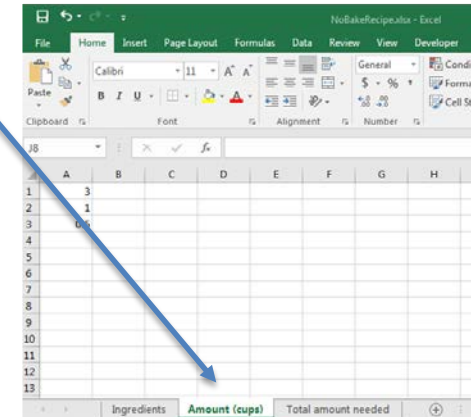 NoBakeRecipe.xlsx - Excel
File Home Insert Page Layout Formulas Data Review View Developer
Calibri 11 A A General
Paste B I U A $ % Cell
Clipboard Font Alignment Number
J8 fx
A B C D E F G H
1 3
2 1
3
4
5
6
7
8
9
10
11
12
13
Ingredients Amount (cups) Total amount needed